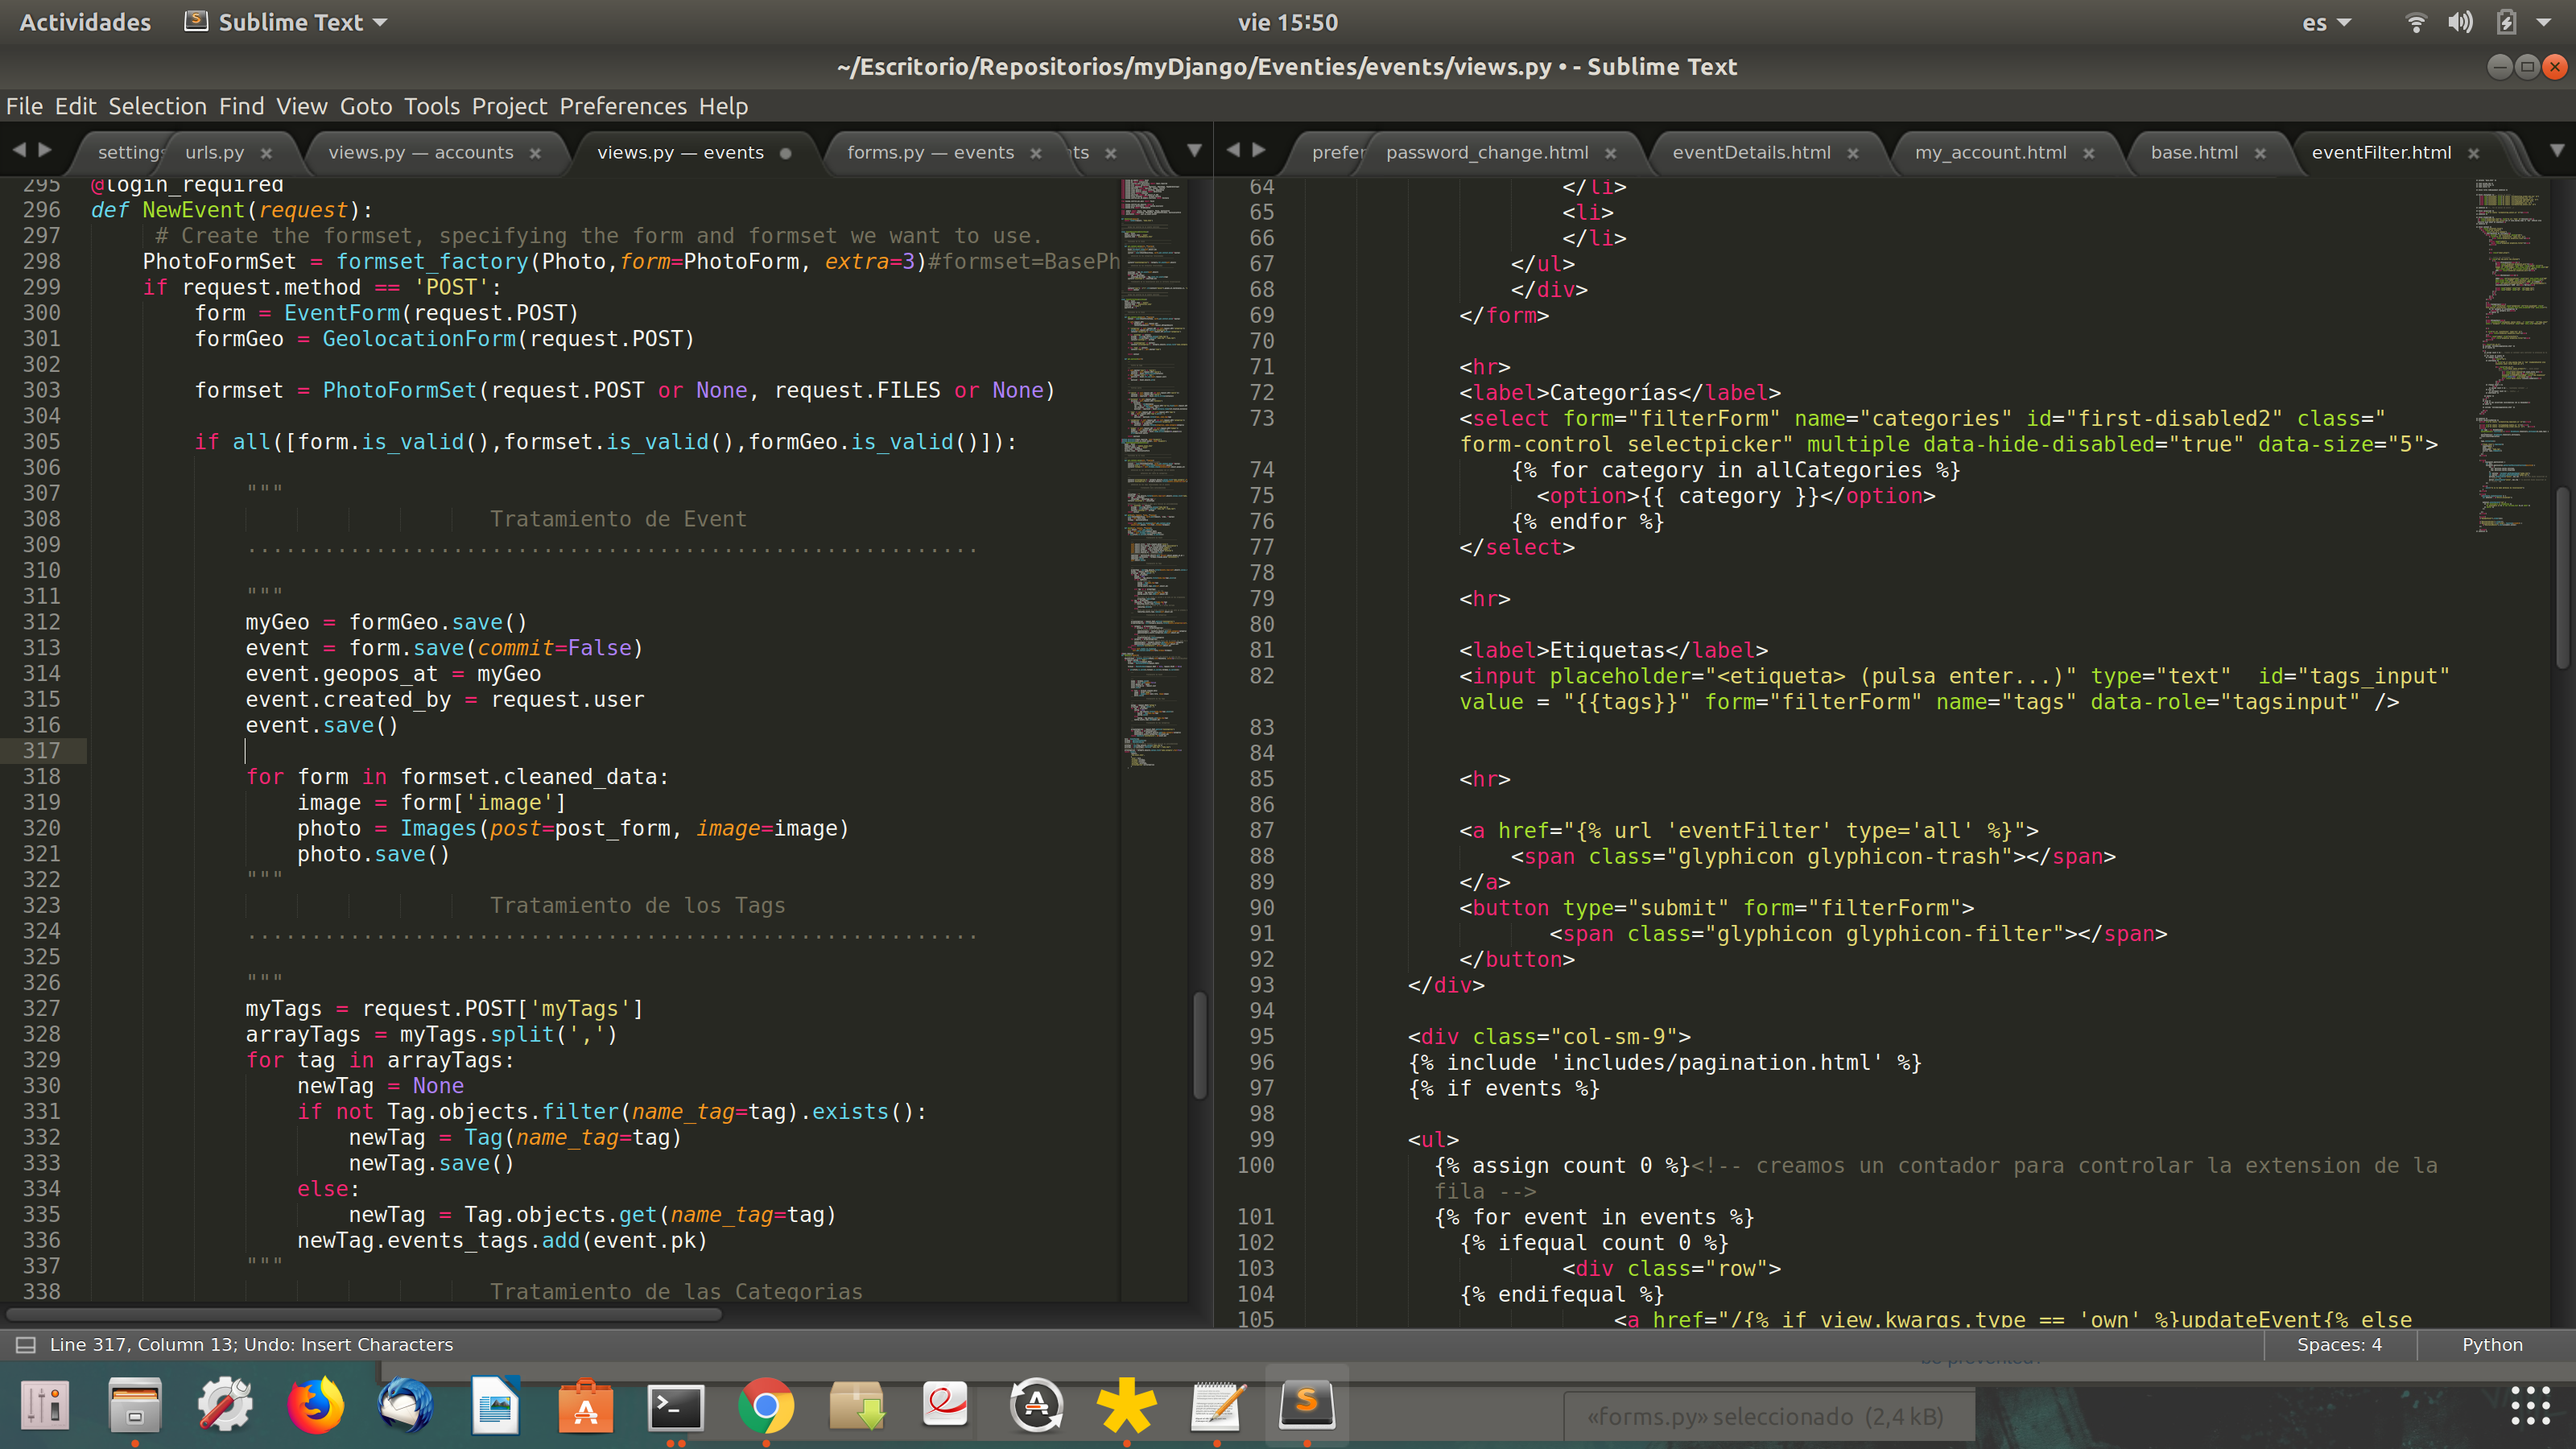 Actividades Sublime Text vie 15:50 es
~/Escritorio/Repositorios/myDjango/Eventies/events/views.py • - Sublime Text
File Edit Selection Find View Goto Tools Project Preferences Help
settings urls.py views.py — accounts views.py — events forms.py — events nts
295 @login_required
296 def NewEvent(request):
297 # Create the formset, specifying the form and formset we want to use.
298 PhotoFormSet = formset_factory(Photo,form=PhotoForm, extra=3)#formset=BasePh
299 if request.method == 'POST':
300 form = EventForm(request.POST)
301 formGeo = GeolocationForm(request.POST)
302
303 formset = PhotoFormSet(request.POST or None, request.FILES or None)
304
305 if all([form.is_valid(),formset.is_valid(),formGeo.is_valid()]):
306
307 """
308 Tratamiento de Event
309 .........................................................
310
311 """
312 myGeo = formGeo.save()
313 event = form.save(commit=False)
314 event.geopos_at = myGeo
315 event.created_by = request.user
316 event.save()
317
318 for form in formset.cleaned_data:
319 image = form['image']
320 photo = Images(post=post_form, image=image)
321 photo.save()
322 """
323 Tratamiento de los Tags
324 .........................................................
325
326 """
327 myTags = request.POST['myTags']
328 arrayTags = myTags.split(',')
329 for tag in arrayTags:
330 newTag = None
331 if not Tag.objects.filter(name_tag=tag).exists():
332 newTag = Tag(name_tag=tag)
333 newTag.save()
334 else:
335 newTag = Tag.objects.get(name_tag=tag)
336 newTag.events_tags.add(event.pk)
337 """
338 Tratamiento de las Categorias
prefer password_change.html eventDetails.html my_account.html base.html eventFilter.html
64 </li>
65 <li>
66 </li>
67 </ul>
68 </div>
69 </form>
70
71 <hr>
72 <label>Categorías</label>
73 <select form="filterForm" name="categories" id="first-disabled2" class="
form-control selectpicker" multiple data-hide-disabled="true" data-size="5">
74 {% for category in allCategories %}
75 <option>{{ category }}</option>
76 {% endfor %}
77 </select>
78
79 <hr>
80
81 <label>Etiquetas</label>
82 <input placeholder="<etiqueta> (pulsa enter...)" type="text"  id="tags_input"
value = "{{tags}}" form="filterForm" name="tags" data-role="tagsinput" />
83
84
85 <hr>
86
87 <a href="{% url 'eventFilter' type='all' %}">
88 <span class="glyphicon glyphicon-trash"></span>
89 </a>
90 <button type="submit" form="filterForm">
91 <span class="glyphicon glyphicon-filter"></span>
92 </button>
93 </div>
94
95 <div class="col-sm-9">
96 {% include 'includes/pagination.html' %}
97 {% if events %}
98
99 <ul>
100 {% assign count 0 %}<!-- creamos un contador para controlar la extension de la
fila -->
101 {% for event in events %}
102 {% ifequal count 0 %}
103 <div class="row">
104 {% endifequal %}
105 <a href="/{% if view.kwargs.type == 'own' %}updateEvent{% else
Line 317, Column 13; Undo: Insert Characters Spaces: 4 Python
«forms.py» seleccionado (2,4 kB)